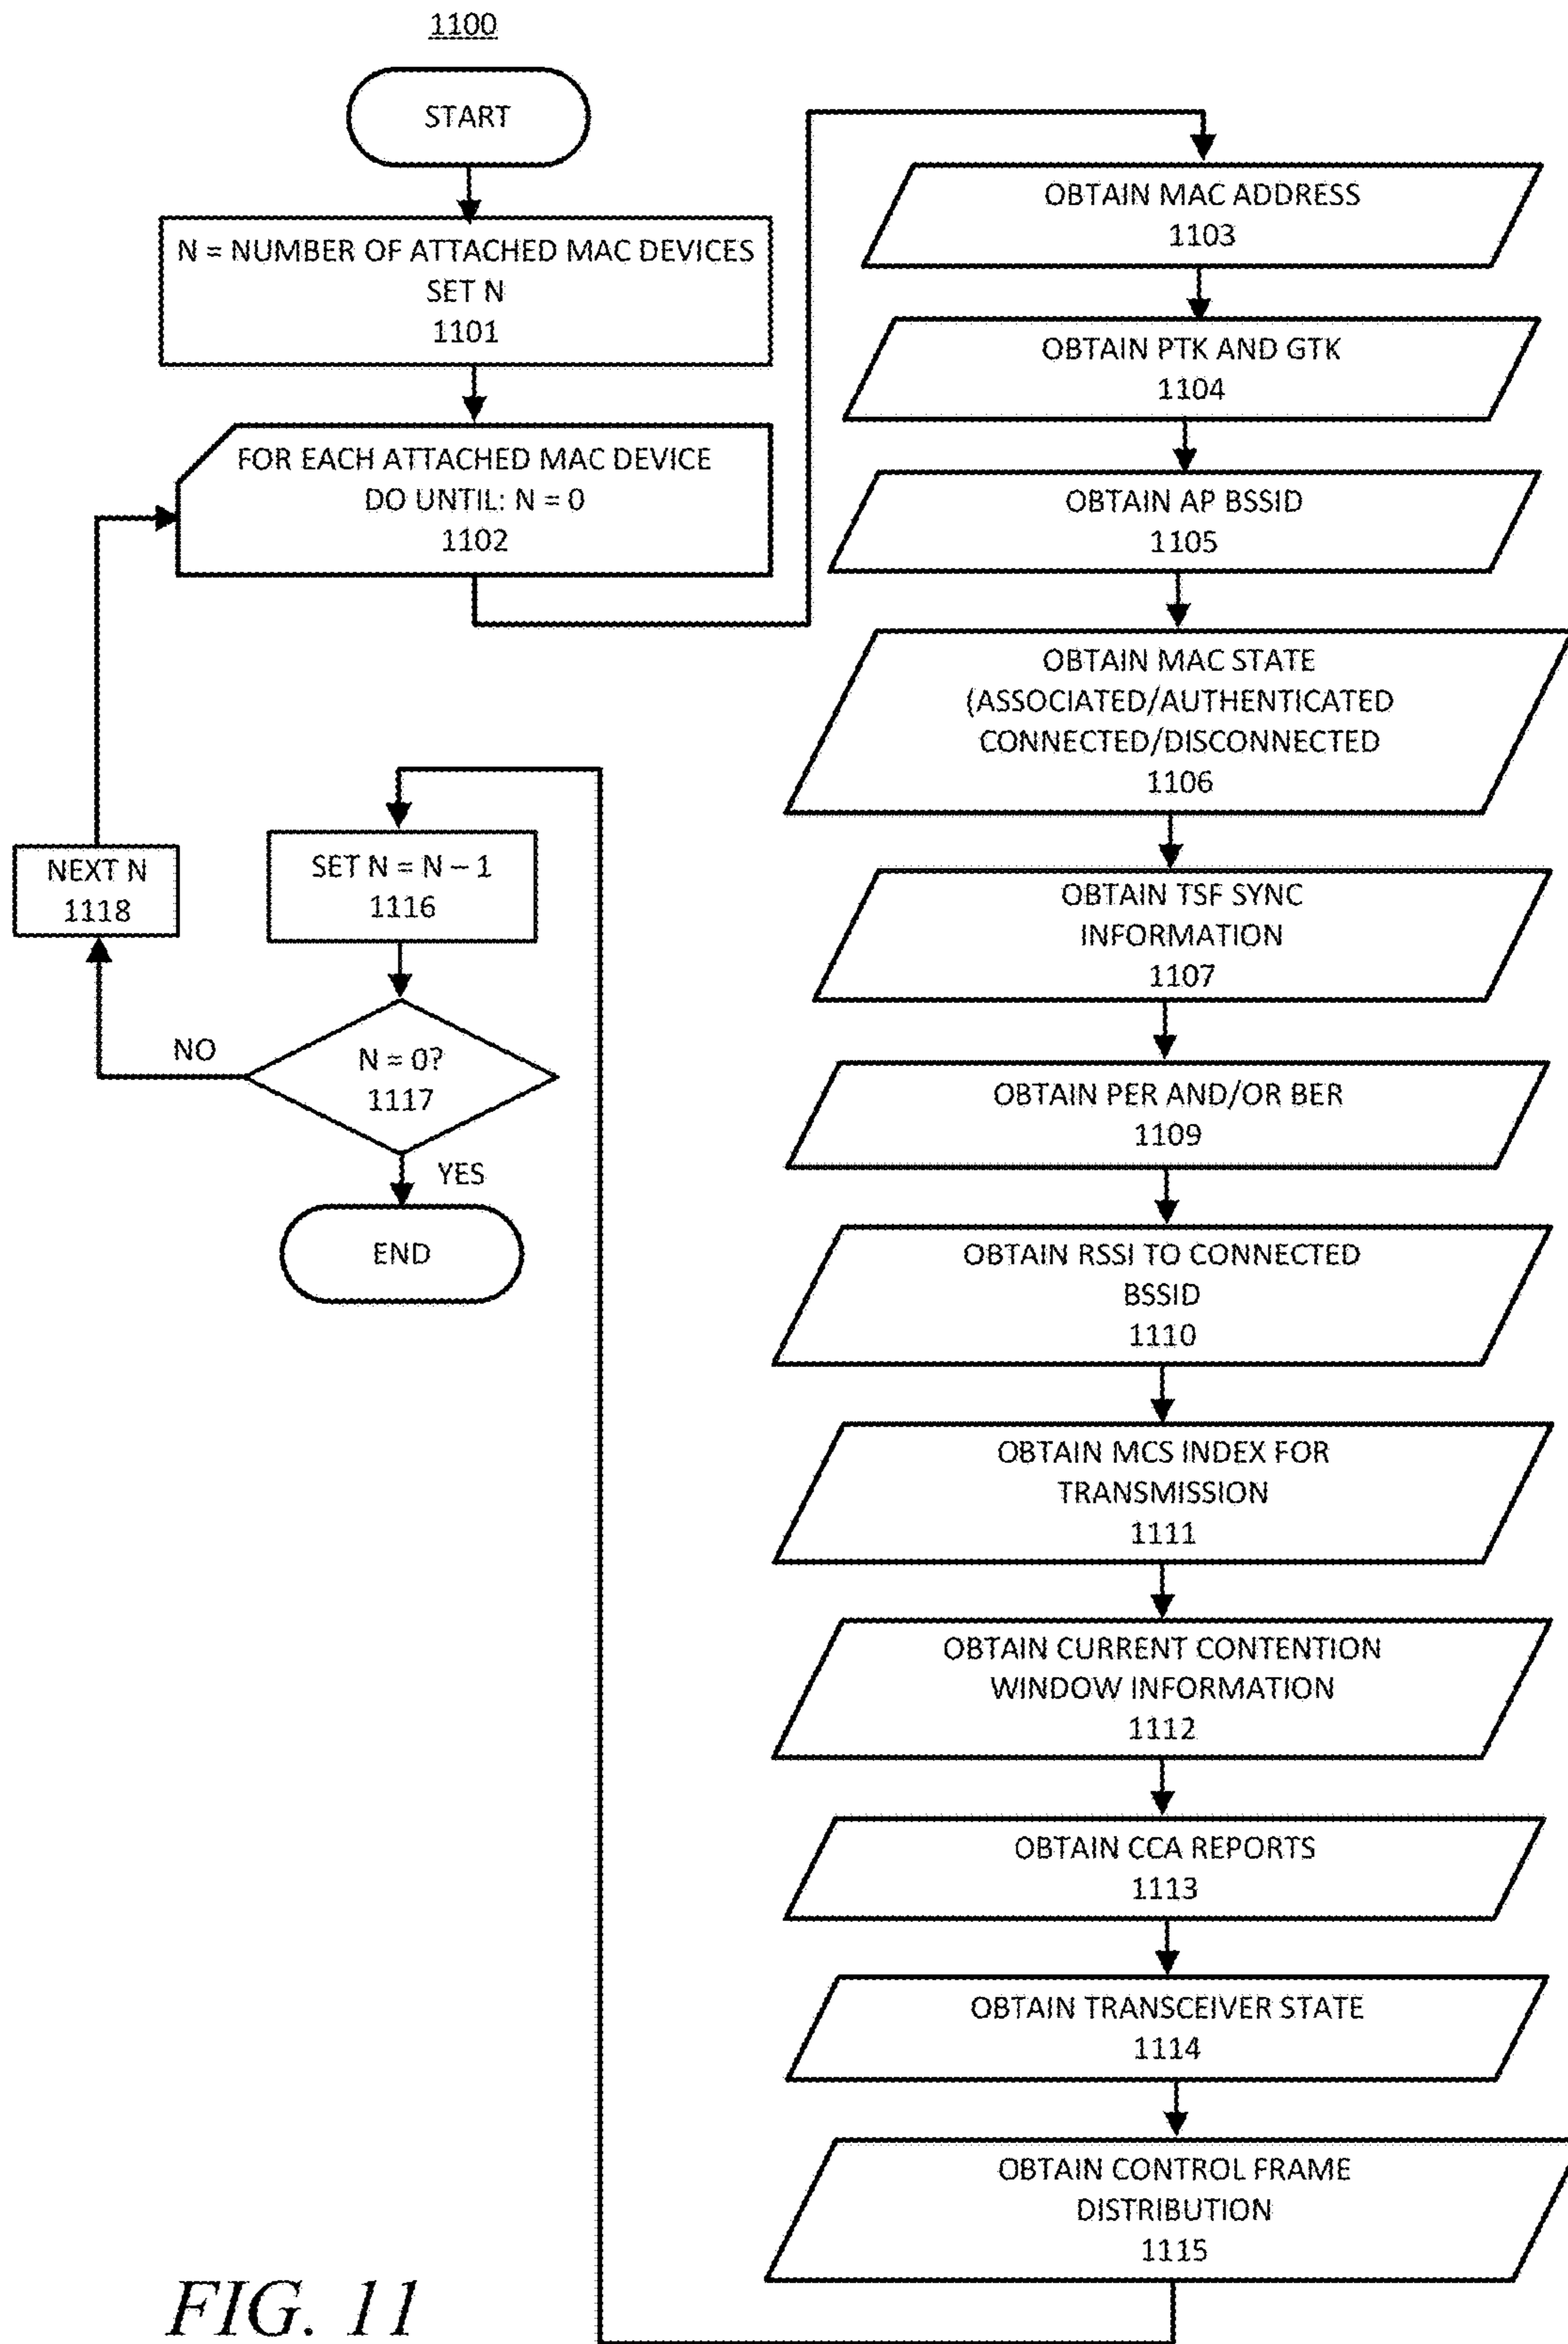 1100
START
N = NUMBER OF ATTACHED MAC DEVICES
SET N
1101
FOR EACH ATTACHED MAC DEVICE
DO UNTIL: N = 0
1102
OBTAIN MAC ADDRESS
1103
OBTAIN PTK AND GTK
1104
OBTAIN AP BSSID
1105
OBTAIN MAC STATE
(ASSOCIATED/AUTHENTICATED
CONNECTED/DISCONNECTED
1106
OBTAIN TSF SYNC
INFORMATION
1107
OBTAIN PER AND/OR BER
1109
OBTAIN RSSI TO CONNECTED
BSSID
1110
OBTAIN MCS INDEX FOR
TRANSMISSION
1111
OBTAIN CURRENT CONTENTION
WINDOW INFORMATION
1112
OBTAIN CCA REPORTS
1113
OBTAIN TRANSCEIVER STATE
1114
OBTAIN CONTROL FRAME
DISTRIBUTION
1115
SET N = N – 1
1116
N = 0?
1117
NO
NEXT N
1118
YES
END
FIG. 11